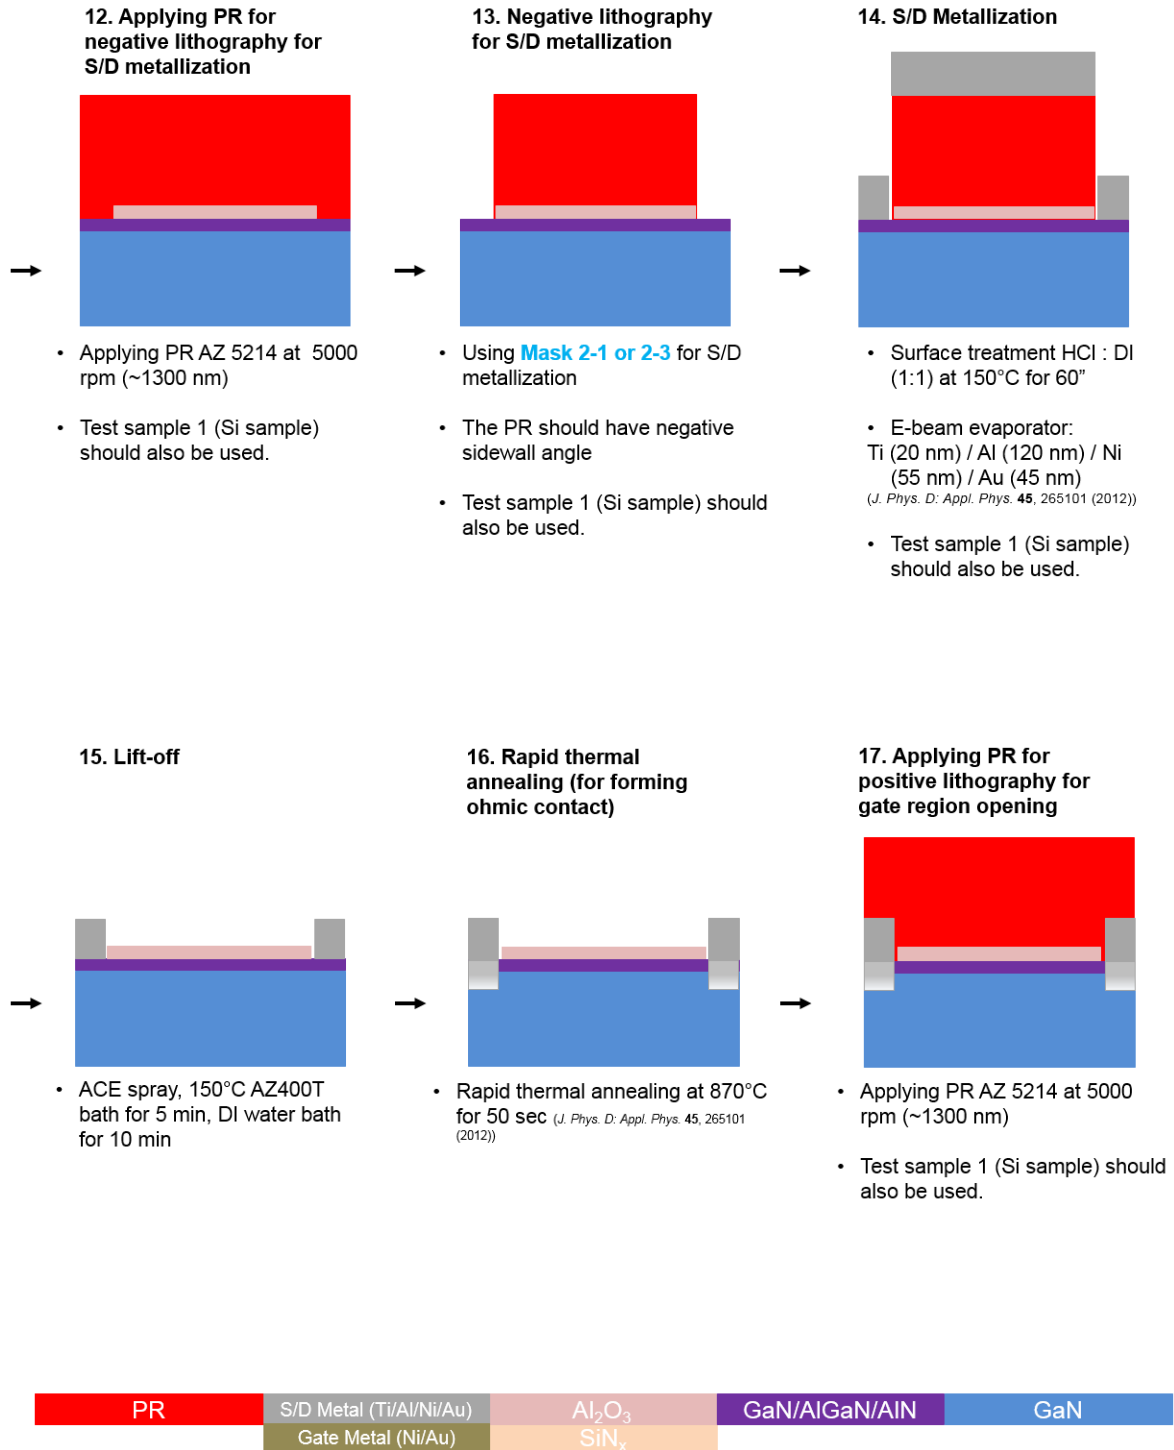 12. Applying PR for
negative lithography for
S/D metallization
13. Negative lithography
for S/D metallization
14. S/D Metallization
• Applying PR AZ 5214 at 5000
rpm (~1300 nm)
• Test sample 1 (Si sample)
should also be used.
• Using Mask 2-1 or 2-3 for S/D
metallization
• The PR should have negative
sidewall angle
• Test sample 1 (Si sample) should
also be used.
• Surface treatment HCl : DI
(1:1) at 150°C for 60”
• E-beam evaporator:
Ti (20 nm) / Al (120 nm) / Ni
(55 nm) / Au (45 nm)
(J. Phys. D: Appl. Phys. 45, 265101 (2012))
• Test sample 1 (Si sample)
should also be used.
15. Lift-off
16. Rapid thermal
annealing (for forming
ohmic contact)
17. Applying PR for
positive lithography for
gate region opening
• ACE spray, 150°C AZ400T
bath for 5 min, DI water bath
for 10 min
• Rapid thermal annealing at 870°C
for 50 sec (J. Phys. D: Appl. Phys. 45, 265101
(2012))
• Applying PR AZ 5214 at 5000
rpm (~1300 nm)
• Test sample 1 (Si sample) should
also be used.
PR
S/D Metal (Ti/Al/Ni/Au)
Al₂O₃
GaN/AlGaN/AlN
GaN
Gate Metal (Ni/Au)
SiNₓ